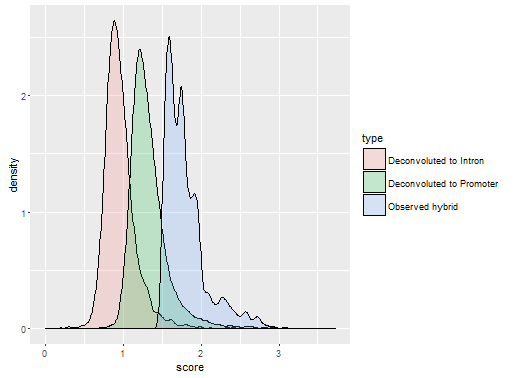 2
1
0
density
0
1
2
3
score
type
Deconvoluted to Intron
Deconvoluted to Promoter
Observed hybrid